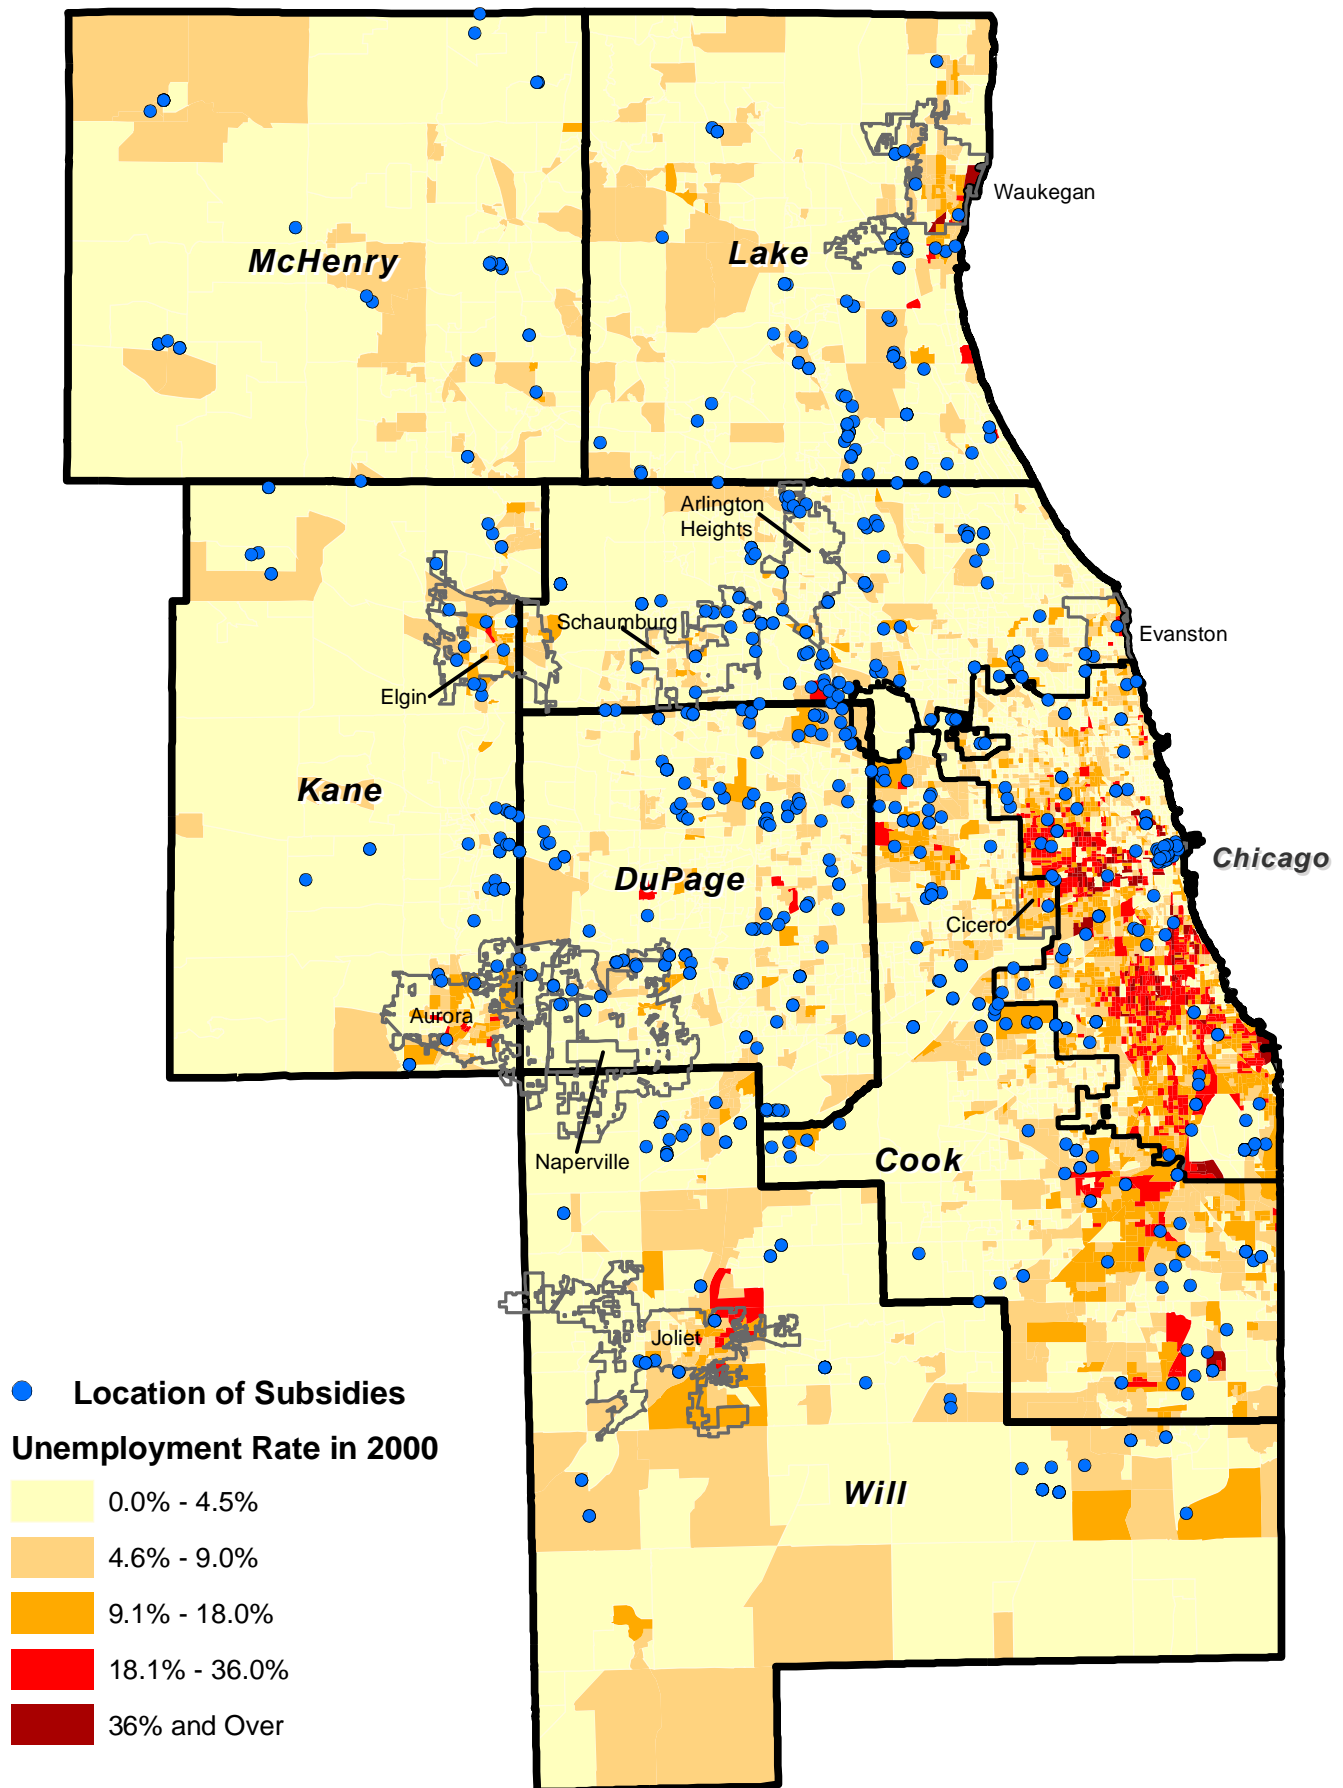 Waukegan
McHenry
Lake
Arlington
Heights
Schaumburg
Evanston
Elgin
Kane
DuPage
Chicago
Cicero
Aurora
Naperville
Cook
Joliet
Location of Subsidies
Unemployment Rate in 2000
Will
0.0% - 4.5%
4.6% - 9.0%
9.1% - 18.0%
18.1% - 36.0%
36% and Over